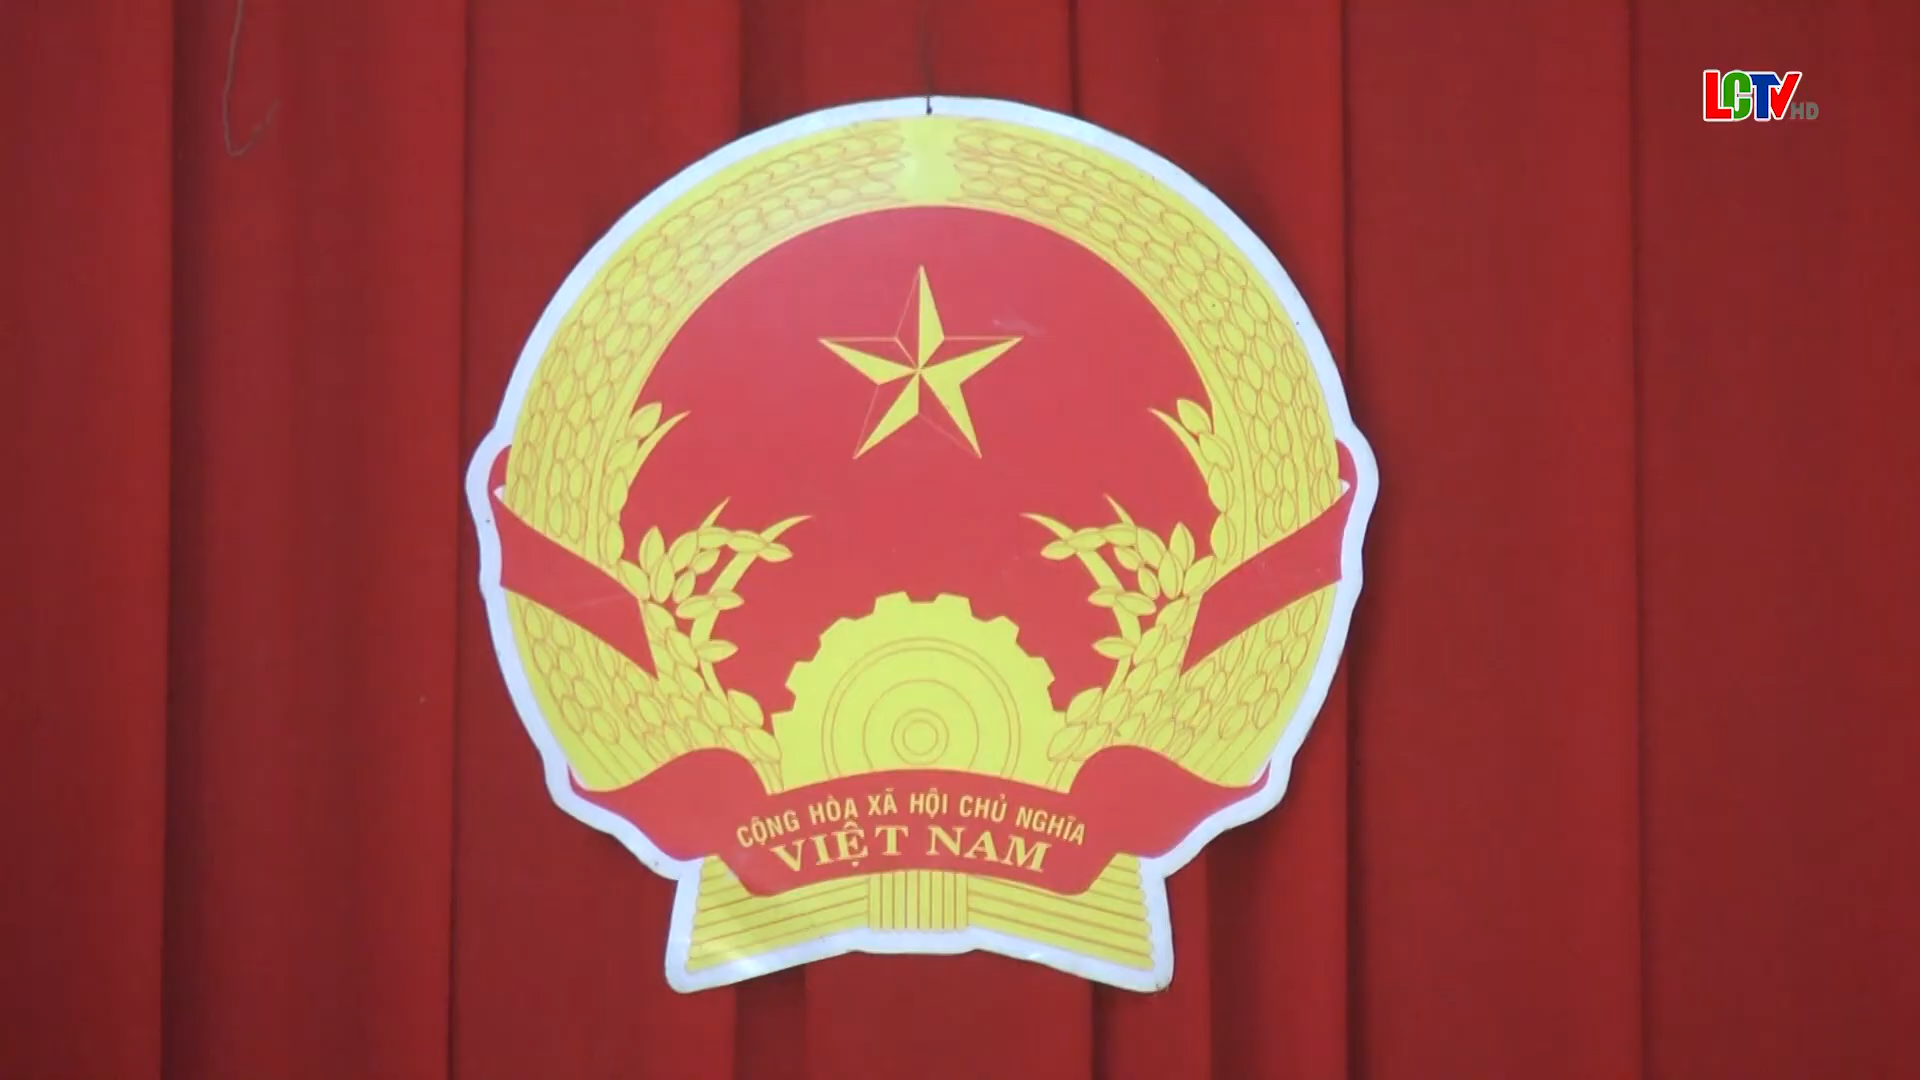 LCTV HD
CỘNG HÒA XÃ HỘI CHỦ NGHĨA
VIỆT NAM